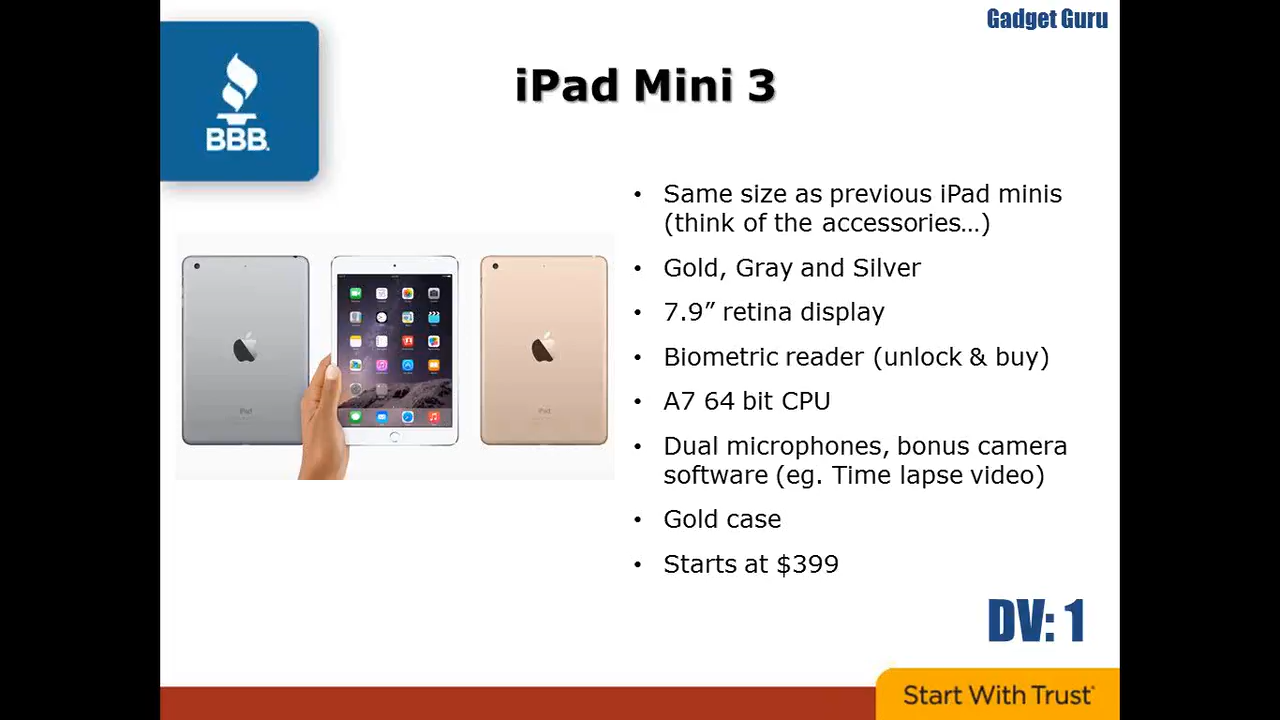 Gadget Guru
BBB.
iPad Mini 3
• Same size as previous iPad minis
(think of the accessories…)
• Gold, Gray and Silver
• 7.9” retina display
• Biometric reader (unlock & buy)
• A7 64 bit CPU
• Dual microphones, bonus camera
software (eg. Time lapse video)
• Gold case
• Starts at $399
iPad
iPad
DV: 1
Start With Trust®